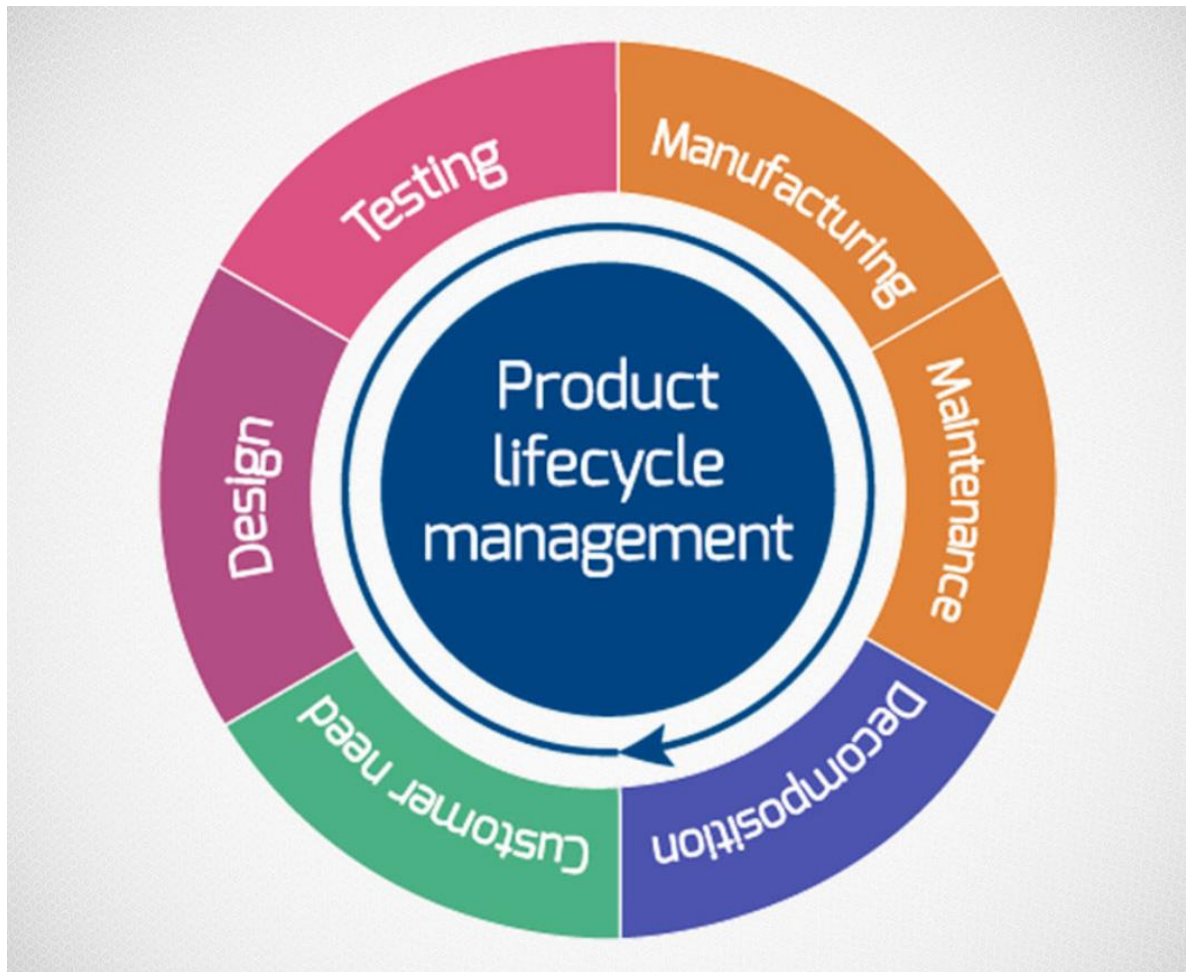 Product
lifecycle
management
Customer need
Design
Testing
Manufacturing
Maintenance
Decomposition